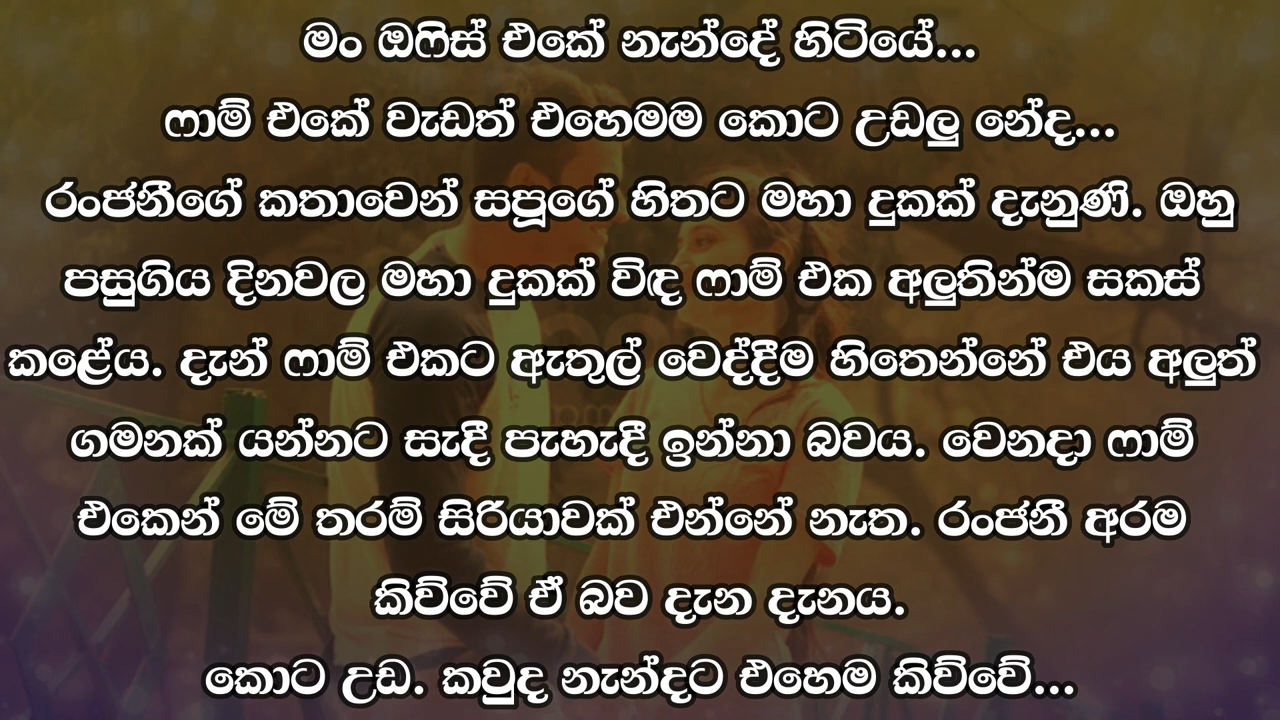 මං ඔෆිස් එකේ නැන්දේ හිටියේ...
ෆාම් එකේ වැඩත් එහෙමම කොට උඩලු නේද...
රංජනීගේ කතාවෙන් සපූගේ හිතට මහා දුකක් දැනුණි. ඔහු
පසුගිය දිනවල මහා දුකක් විඳ ෆාම් එක අලුතින්ම සකස්
කළේය. දැන් ෆාම් එකට ඇතුල් වෙද්දීම හිතෙන්නේ එය අලුත්
ගමනක් යන්නට සැදී පැහැදී ඉන්නා බවය. වෙනදා ෆාම්
එකෙන් මේ තරම් සිරියාවක් එන්නේ නැත. රංජනී අරම
කිව්වේ ඒ බව දැන දැනය.
කොට උඩ. කවුද නැන්දට එහෙම කිව්වේ...